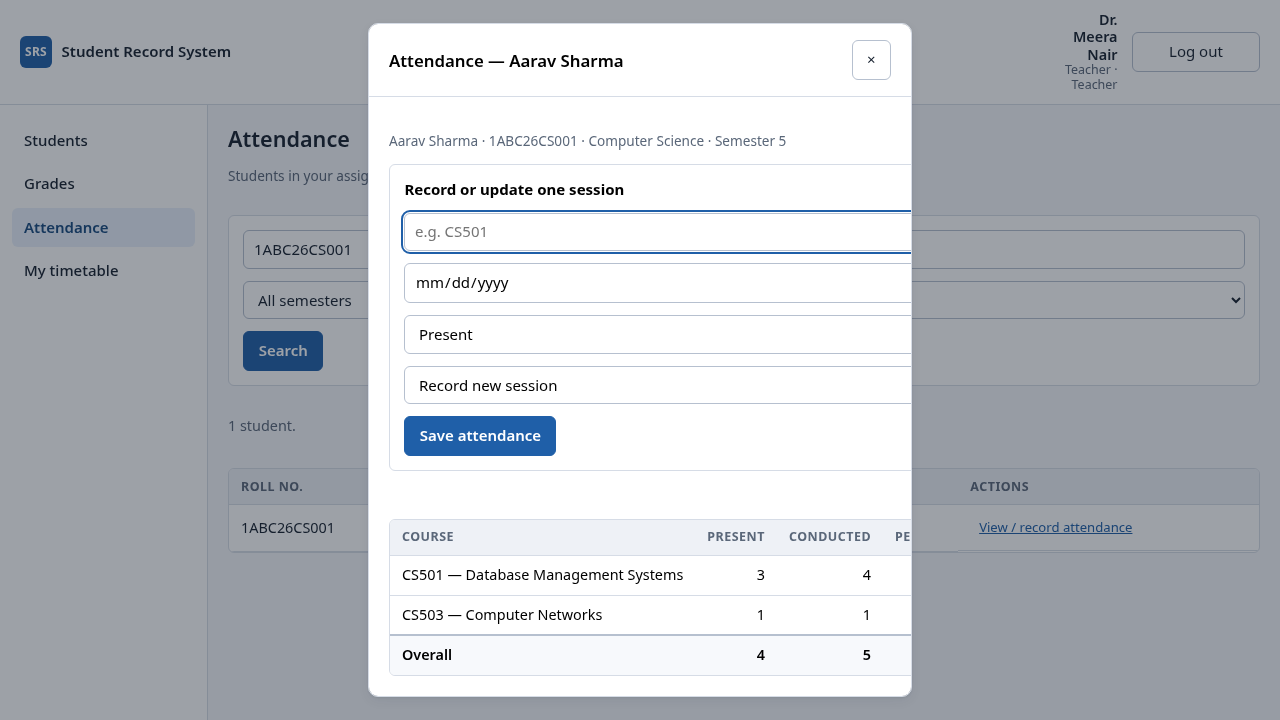 SRS Student Record System
Dr. Meera Nair
Teacher · Teacher
Log out
Students
Grades
Attendance
My timetable
Attendance
Students in your assig
1ABC26CS001
All semesters
Search
1 student.
ROLL NO.
ACTIONS
1ABC26CS001
View / record attendance
Attendance — Aarav Sharma
×
Aarav Sharma · 1ABC26CS001 · Computer Science · Semester 5
Record or update one session
e.g. CS501
mm/dd/yyyy
Present
Record new session
Save attendance
COURSE PRESENT CONDUCTED PE
CS501 — Database Management Systems 3 4
CS503 — Computer Networks 1 1
Overall 4 5